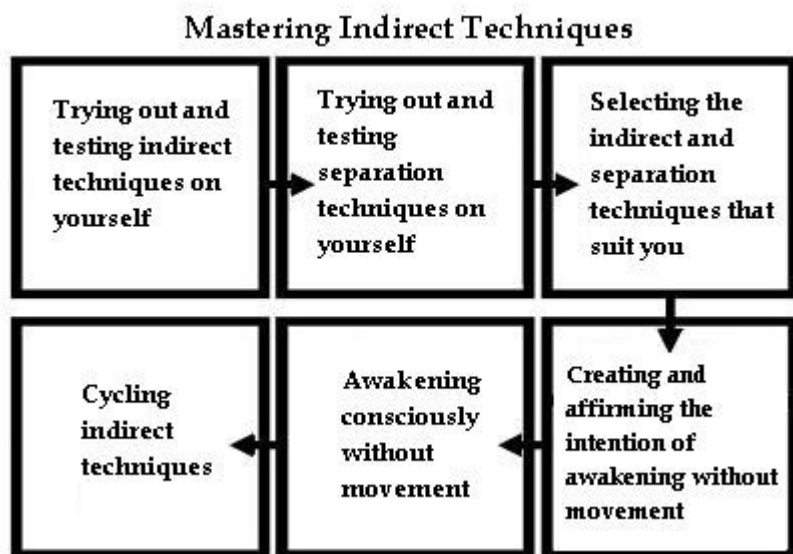 Mastering Indirect Techniques
Trying out and
testing indirect
techniques on
yourself
Trying out and
testing
separation
techniques on
yourself
Selecting the
indirect and
separation
techniques that
suit you
Creating and
affirming the
intention of
awakening without
movement
Awakening
consciously
without
movement
Cycling
indirect
techniques